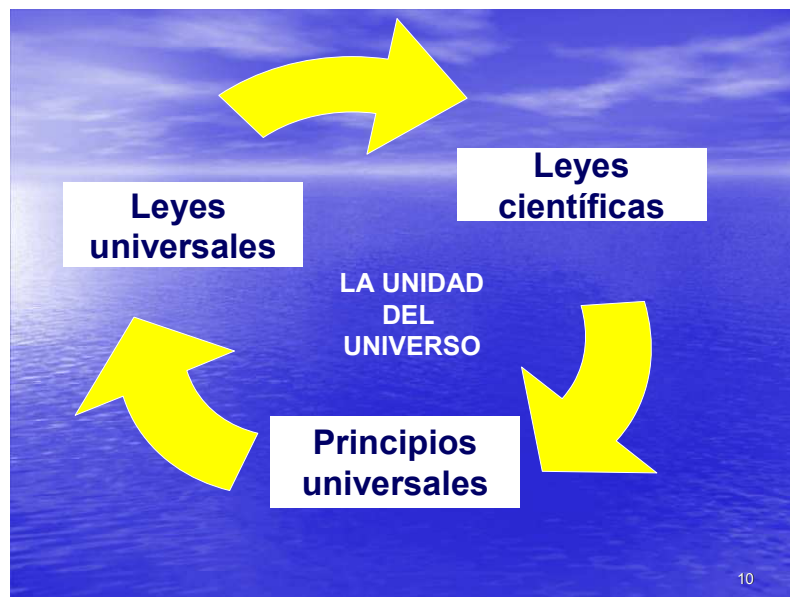 Leyes
científicas
Leyes
universales
LA UNIDAD
DEL
UNIVERSO
Principios
universales
10